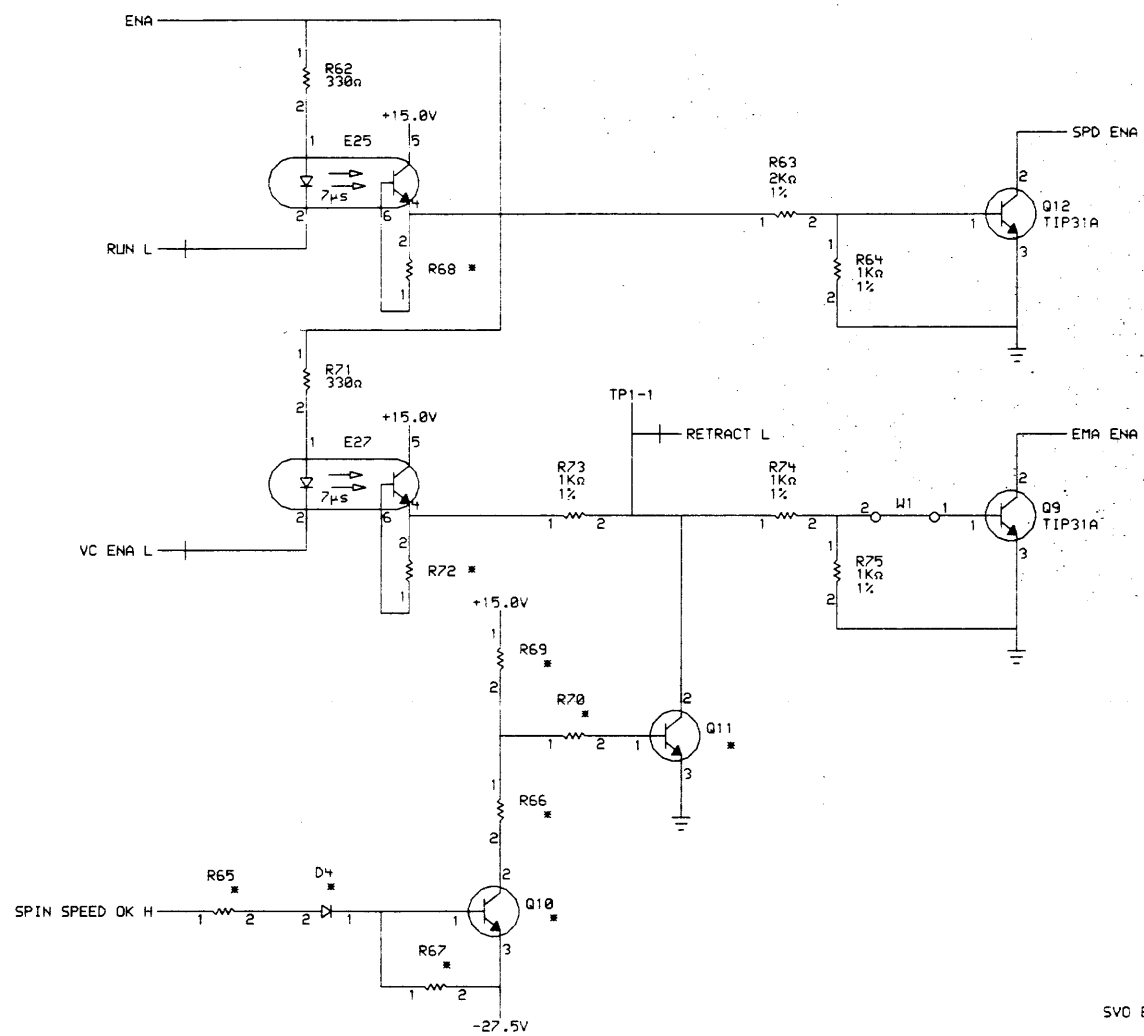 ENA
1
R62
330Ω
2
+15.0V
1 E25 5
7µs
2 6 4
RUN L
2
R68 *
1
R63
2KΩ
1%
1 2
SPD ENA
2
1
Q12
TIP31A
3
1
R64
1KΩ
1%
2
1
R71
330Ω
2
+15.0V
1 E27 5
7µs
2 6 4
VC ENA L
2
R72 *
1
TP1-1
RETRACT L
R73
1KΩ
1%
1 2
R74
1KΩ
1%
1 2
2 W1 1
EMA ENA
2
1
Q9
TIP31A
3
1
R75
1KΩ
1%
2
+15.0V
1
R69 *
2
R70 *
1 2
2
1
Q11 *
3
1
R66 *
2
SPIN SPEED OK H
R65 *
1 2
D4 *
2 1
2
1
Q10 *
3
R67 *
1 2
-27.5V
SVO